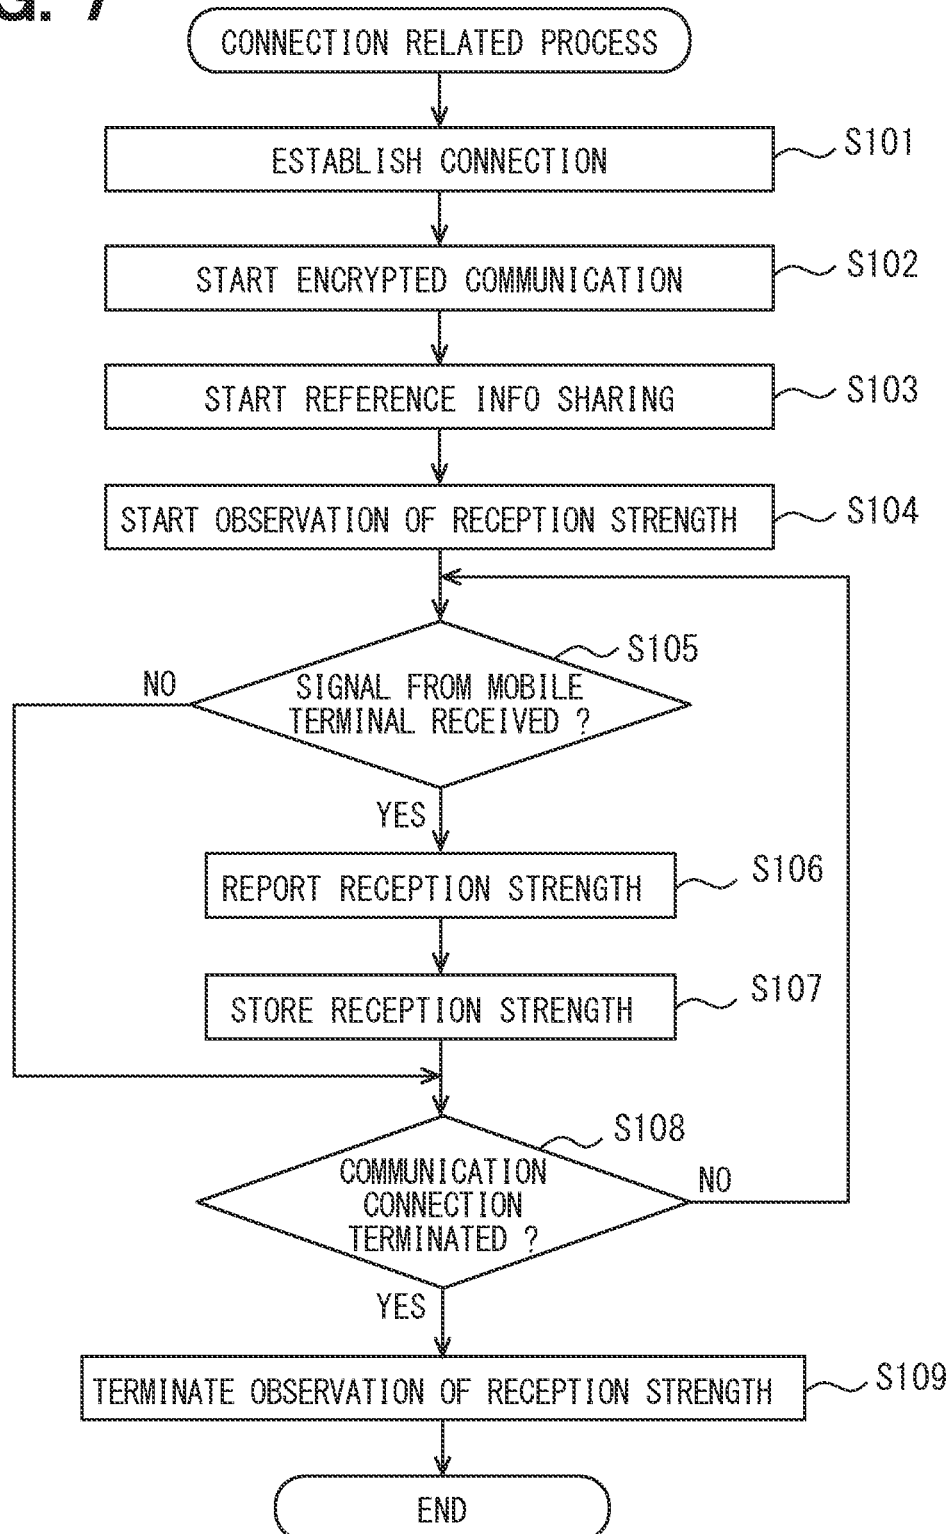 CONNECTION RELATED PROCESS
ESTABLISH CONNECTION
S101
START ENCRYPTED COMMUNICATION
S102
START REFERENCE INFO SHARING
S103
START OBSERVATION OF RECEPTION STRENGTH
S104
S105
NO
SIGNAL FROM MOBILE
TERMINAL RECEIVED ?
YES
REPORT RECEPTION STRENGTH
S106
STORE RECEPTION STRENGTH
S107
S108
COMMUNICATION
CONNECTION
TERMINATED ?
NO
YES
TERMINATE OBSERVATION OF RECEPTION STRENGTH
S109
END